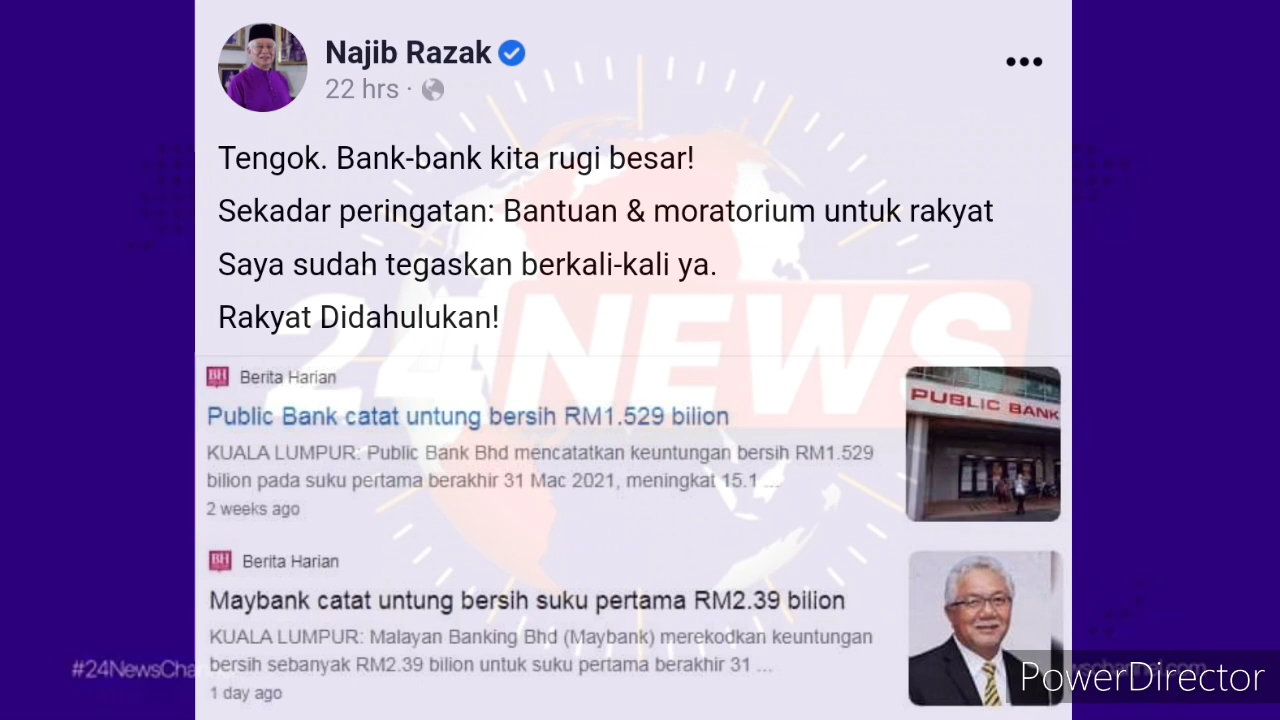 Najib Razak
22 hrs ·
Tengok. Bank-bank kita rugi besar!
Sekadar peringatan: Bantuan & moratorium untuk rakyat
Saya sudah tegaskan berkali-kali ya.
Rakyat Didahulukan!
24NEWS
BH Berita Harian
Public Bank catat untung bersih RM1.529 bilion
KUALA LUMPUR: Public Bank Bhd mencatatkan keuntungan bersih RM1.529
bilion pada suku pertama berakhir 31 Mac 2021, meningkat 15.1 ...
2 weeks ago
PUBLIC BANK
BH Berita Harian
Maybank catat untung bersih suku pertama RM2.39 bilion
KUALA LUMPUR: Malayan Banking Bhd (Maybank) merekodkan keuntungan
bersih sebanyak RM2.39 bilion untuk suku pertama berakhir 31 ...
1 day ago
#24NewsChan
PowerDirector